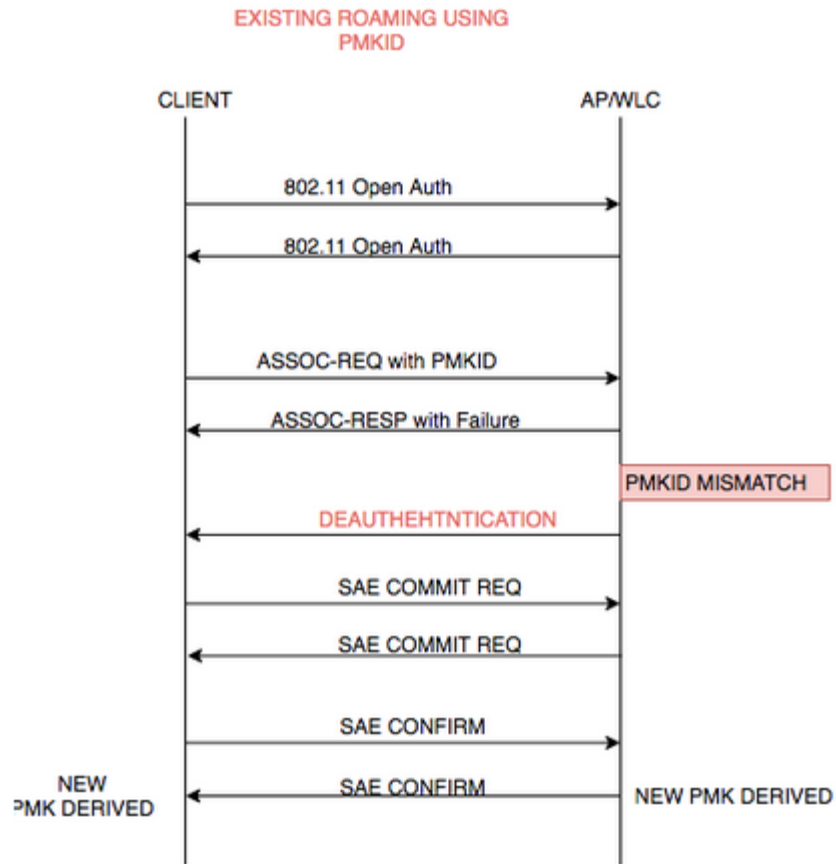 EXISTING ROAMING USING
PMKID
CLIENT
AP/WLC
802.11 Open Auth
802.11 Open Auth
ASSOC-REQ with PMKID
ASSOC-RESP with Failure
PMKID MISMATCH
DEAUTHEHTNTICATION
SAE COMMIT REQ
SAE COMMIT REQ
SAE CONFIRM
SAE CONFIRM
NEW
PMK DERIVED
NEW PMK DERIVED